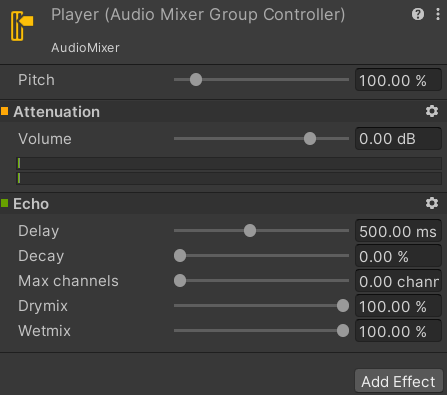 Player (Audio Mixer Group Controller)
AudioMixer
Pitch 100.00 %
Attenuation
Volume 0.00 dB
Echo
Delay 500.00 ms
Decay 0.00 %
Max channels 0.00 chann
Drymix 100.00 %
Wetmix 100.00 %
Add Effect